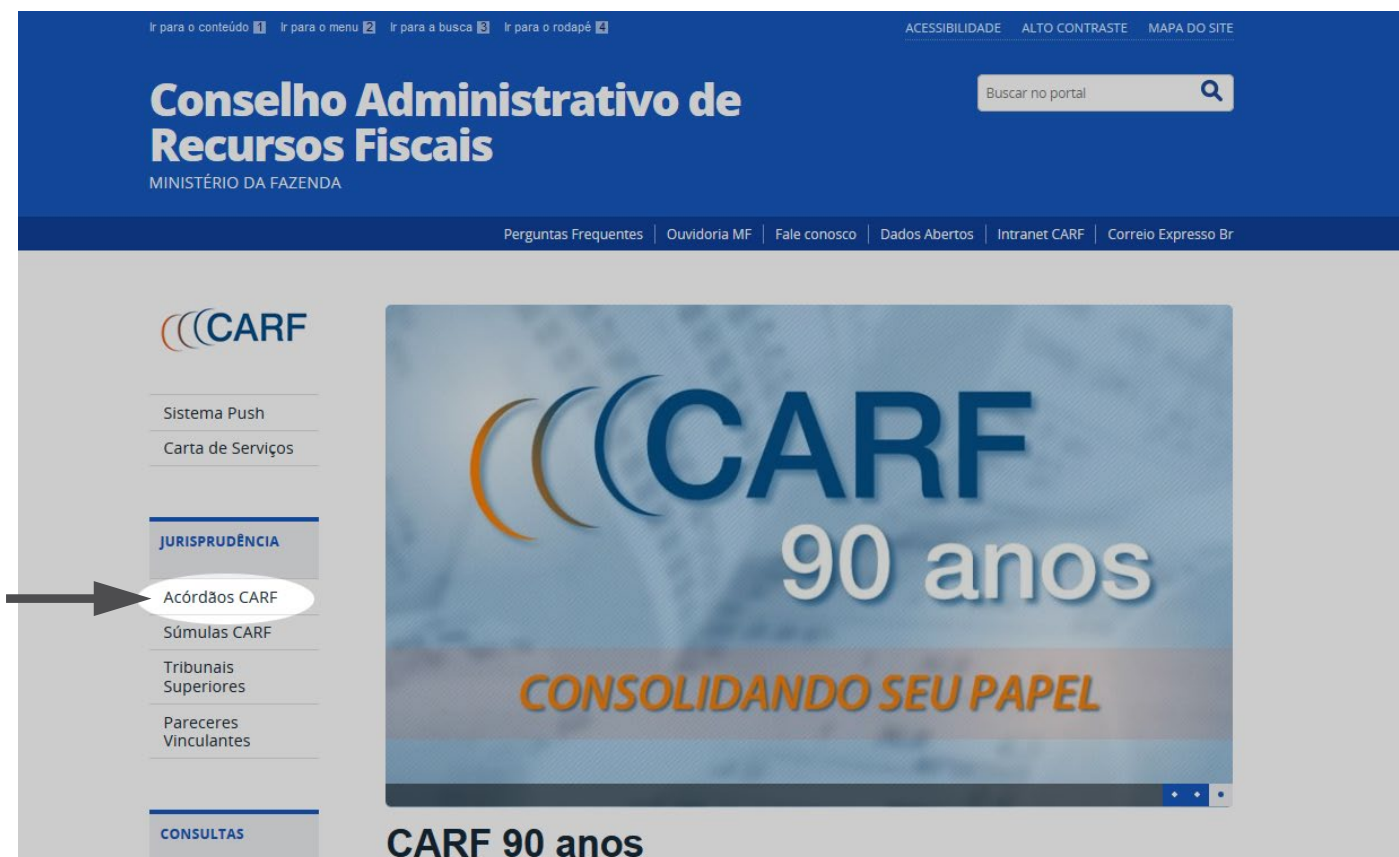 Ir para o conteúdo 1 Ir para o menu 2 Ir para a busca 3 Ir para o rodapé 4
ACESSIBILIDADE ALTO CONTRASTE MAPA DO SITE
Conselho Administrativo de
Recursos Fiscais
MINISTÉRIO DA FAZENDA
Buscar no portal
Perguntas Frequentes | Ouvidoria MF | Fale conosco | Dados Abertos | Intranet CARF | Correio Expresso Br
CARF
Sistema Push
Carta de Serviços
JURISPRUDÊNCIA
Acórdãos CARF
Súmulas CARF
Tribunais
Superiores
Pareceres
Vinculantes
CONSULTAS
CARF
90 anos
CONSOLIDANDO SEU PAPEL
CARF 90 anos